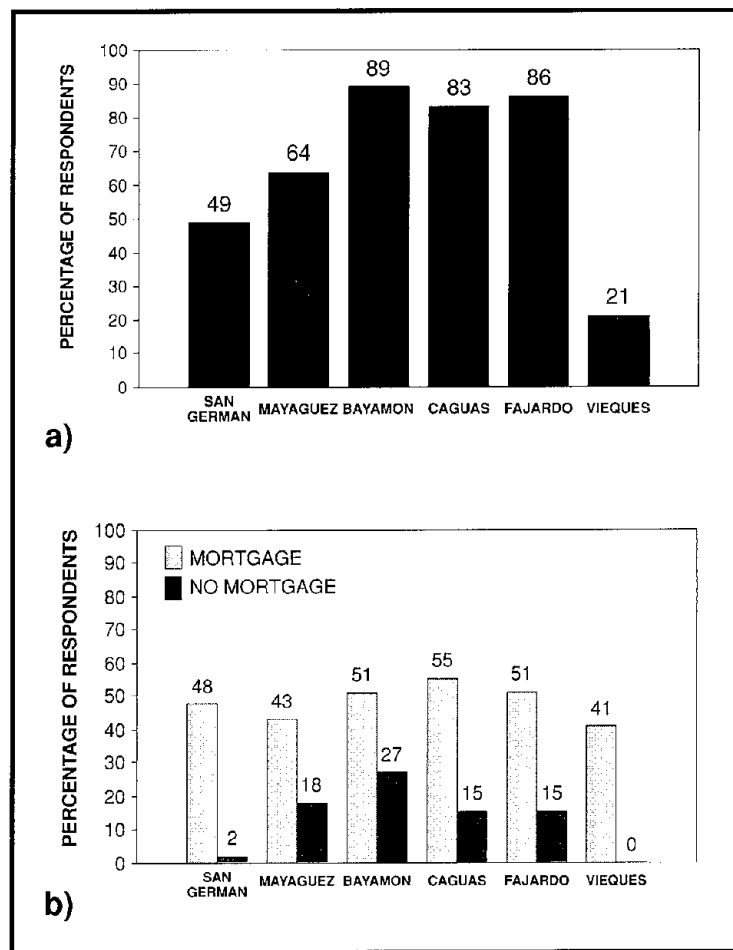 100
90
80
70
60
50
40
30
20
10
0
PERCENTAGE OF RESPONDENTS
49
64
89
83
86
21
SAN GERMAN
MAYAGUEZ
BAYAMON
CAGUAS
FAJARDO
VIEQUES
a)
100
90
80
70
60
50
40
30
20
10
0
PERCENTAGE OF RESPONDENTS
MORTGAGE
NO MORTGAGE
48
2
43
18
51
27
55
15
51
15
41
0
SAN GERMAN
MAYAGUEZ
BAYAMON
CAGUAS
FAJARDO
VIEQUES
b)